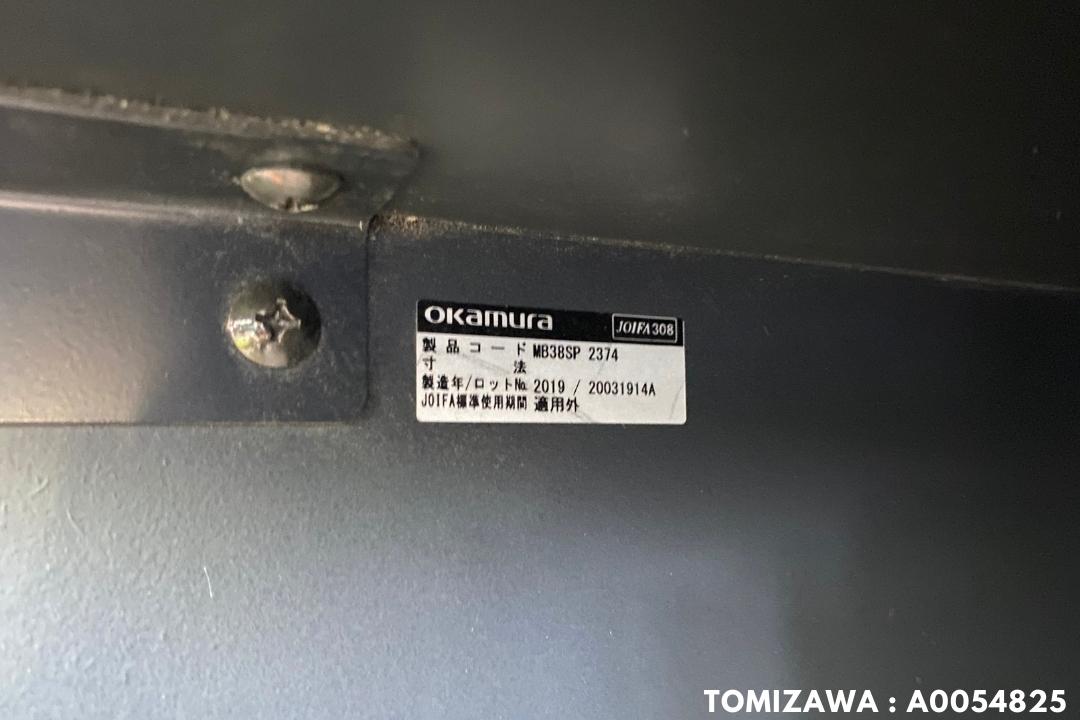 OKamura JOIFA308
製品コード MB38SP 2374
寸法
製造年/ロット№ 2019 / 20031914A
JOIFA標準使用期間 適用外
TOMIZAWA : A0054825